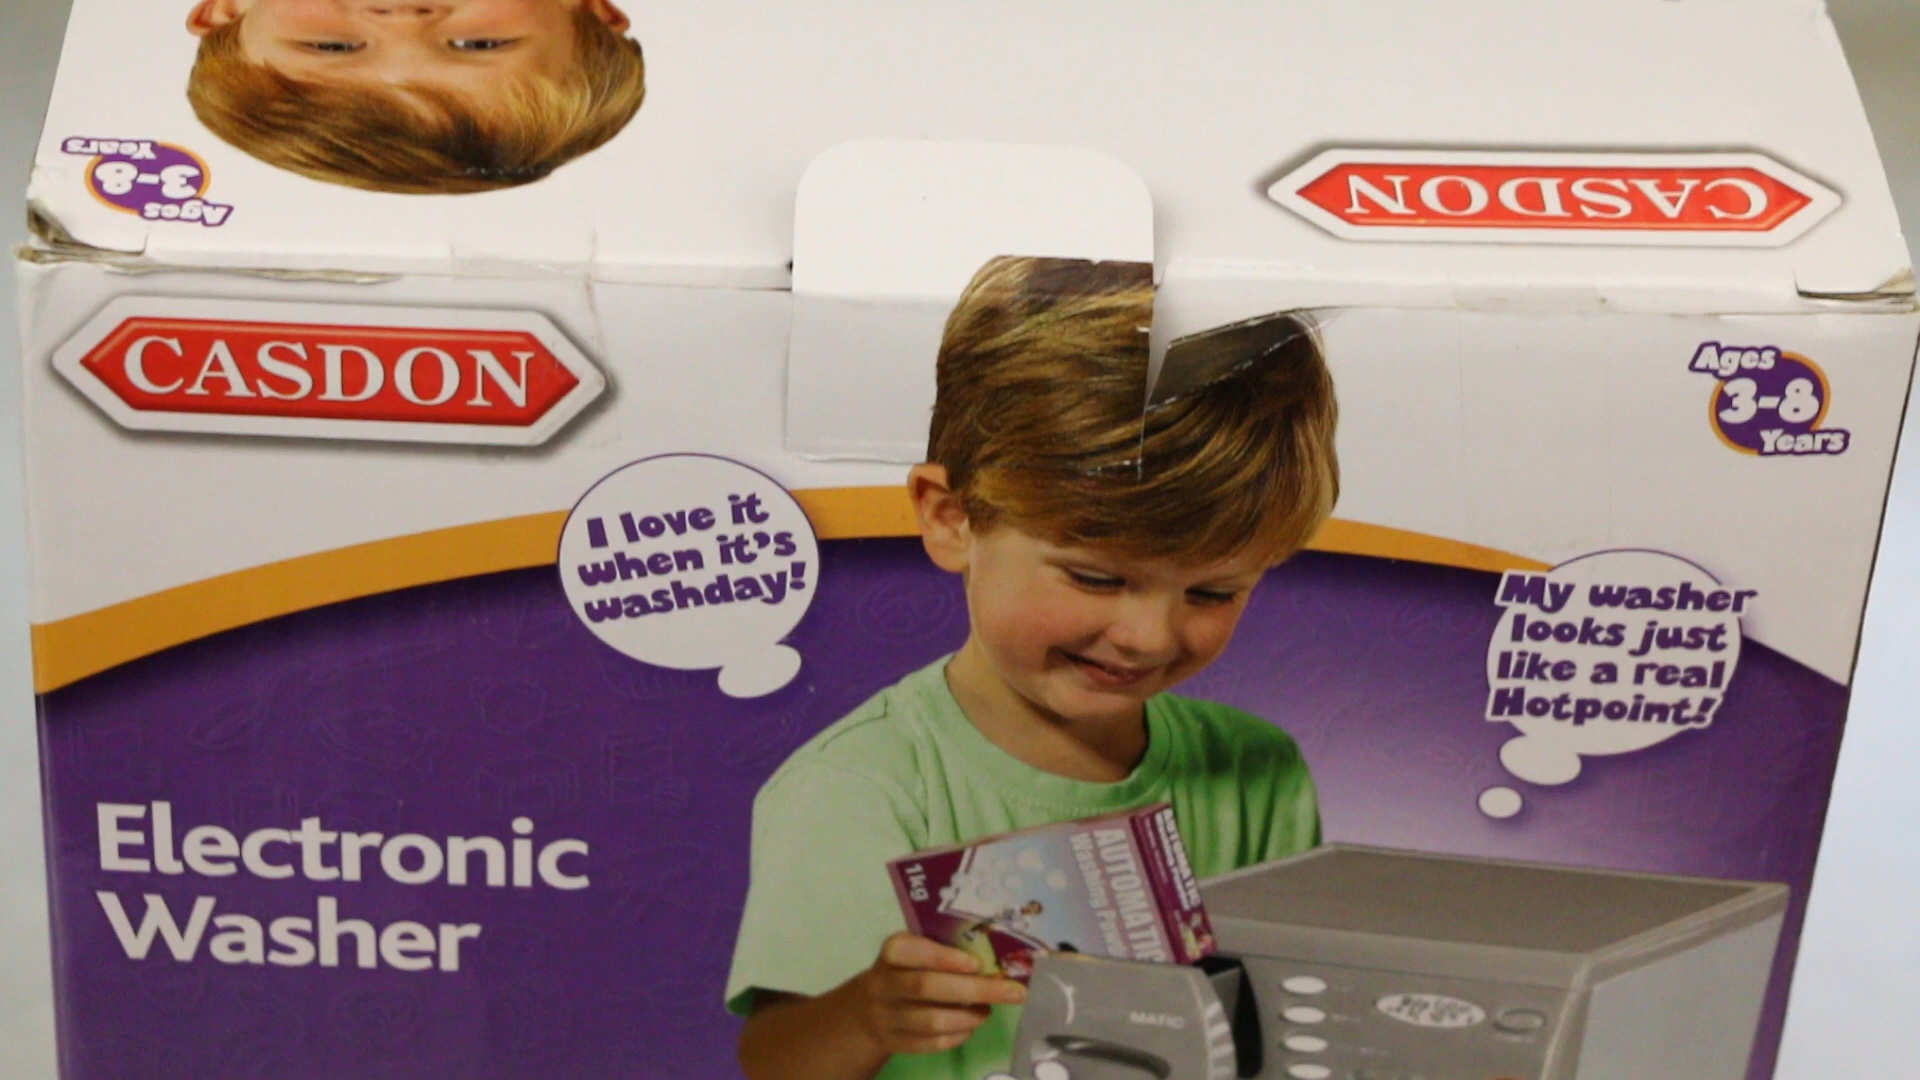 Ages
3-8
Years
CASDON
CASDON
Ages
3-8
Years
I love it
when it's
washday!
My washer
looks just
like a real
Hotpoint!
Electronic
Washer
1kg
AUTOMATIC
Washing
AUTOMATIC
MATIC